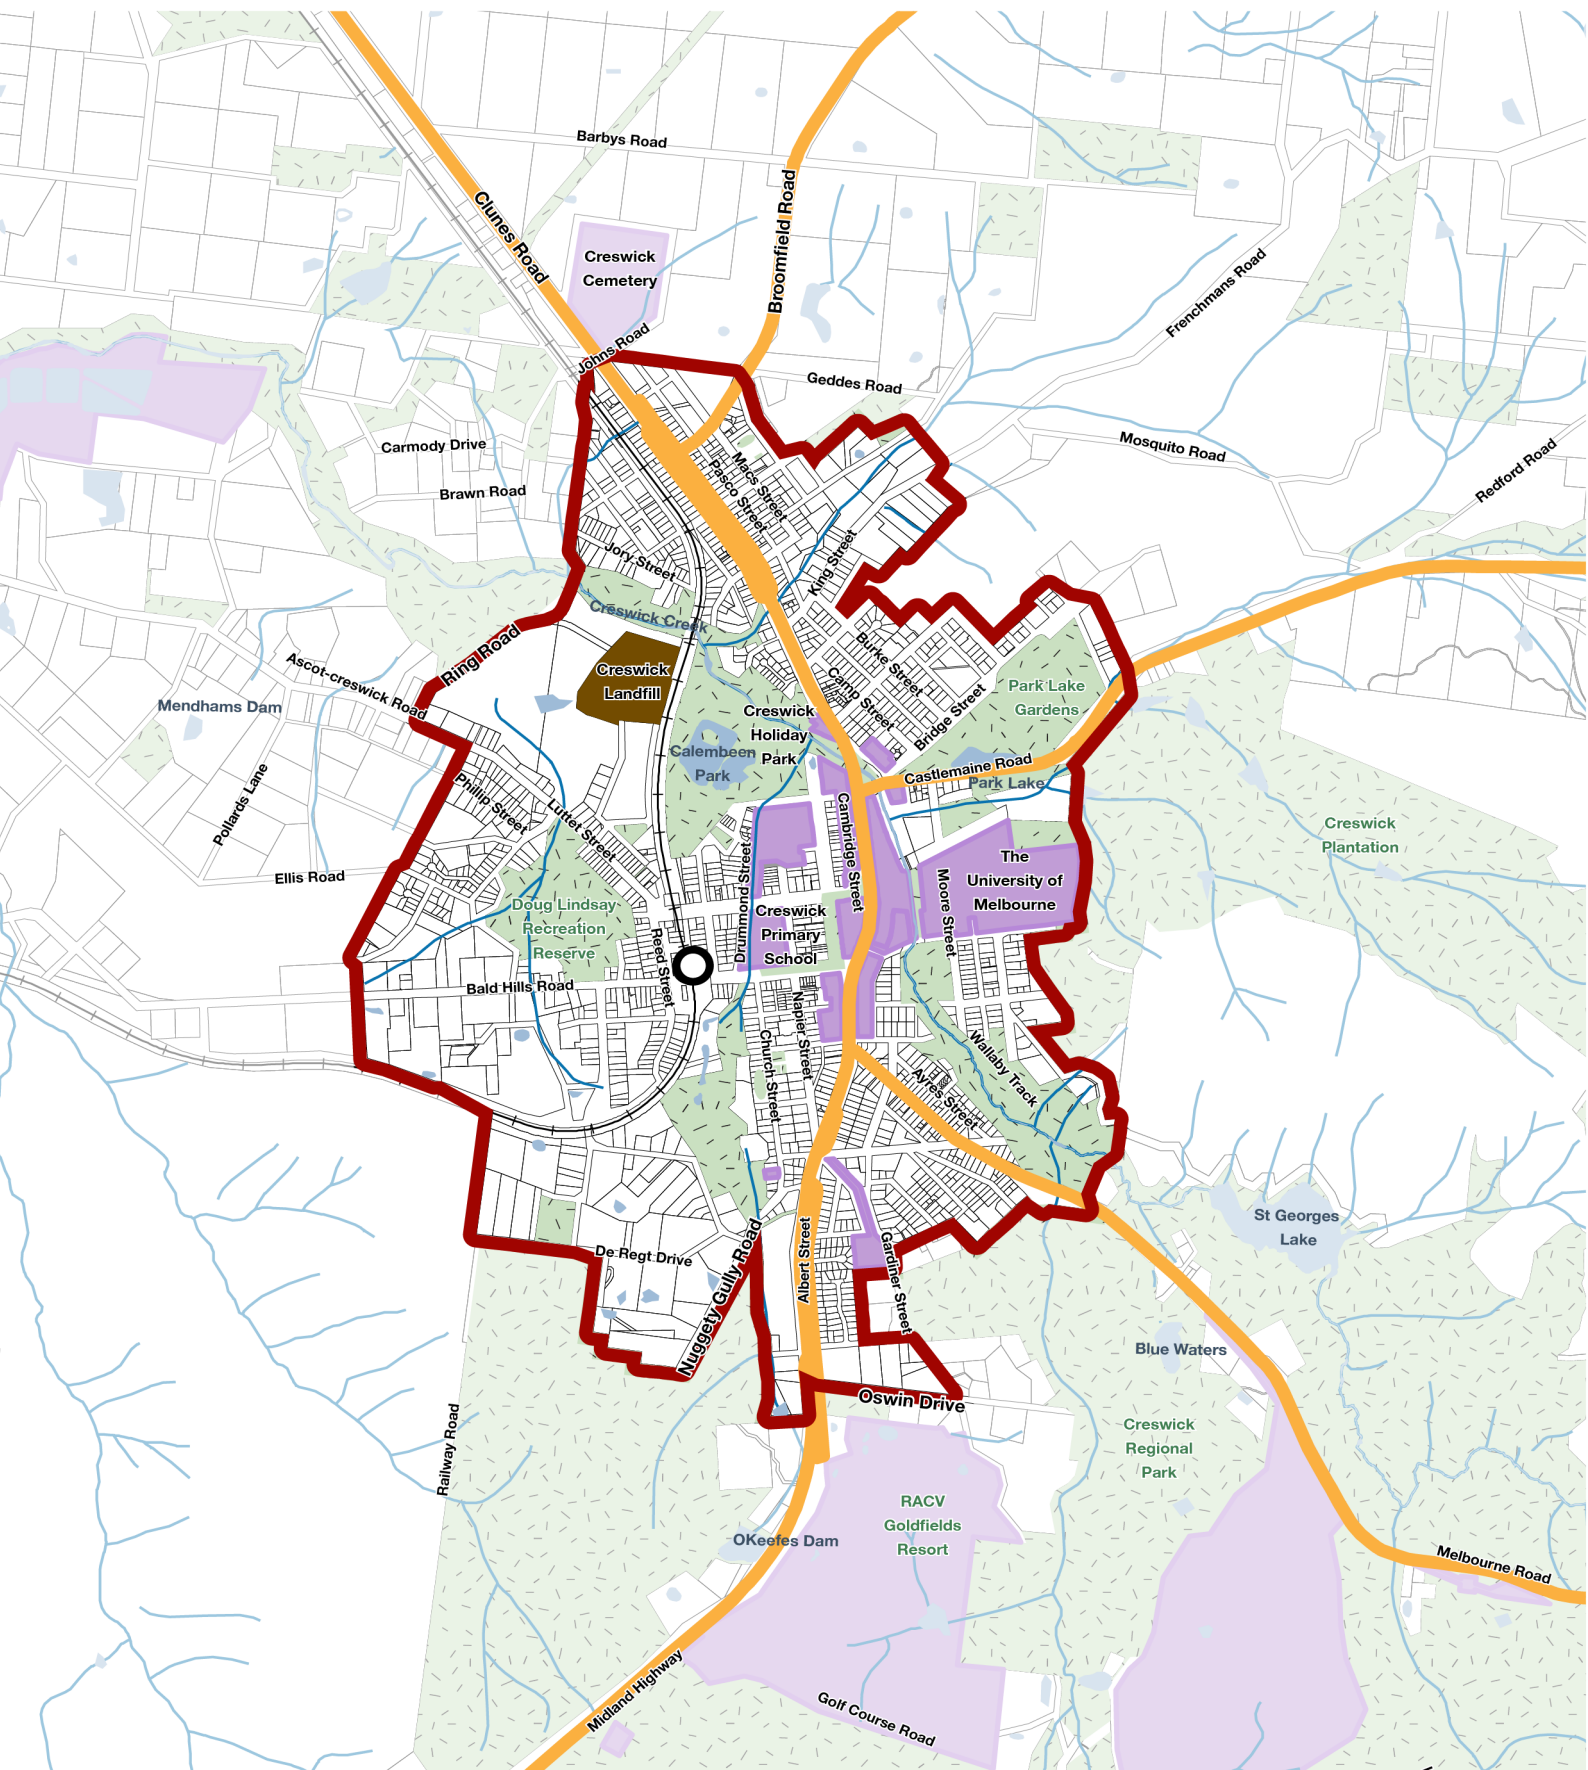 Barbys Road
Clunes Road
Broomfield Road
Creswick
Cemetery
Frenchmans Road
Johns Road
Geddes Road
Carmody Drive
Mosquito Road
Macs Street
Pasco Street
Redford Road
Brawn Road
Jory Street
King Street
Creswick Creek
Ring Road
Burke Street
Ascot-creswick Road
Creswick
Landfill
Camp Street
Park Lake
Gardens
Mendhams Dam
Creswick
Holiday
Park
Bridge Street
Calembeen
Park
Castlemaine Road
Park Lake
Pollards Lane
Phillip Street
Luttet Street
Cambridge Street
Creswick
Plantation
Ellis Road
Drummond Street
The
University of
Melbourne
Moore Street
Doug Lindsay
Recreation
Reserve
Creswick
Primary
School
Reed Street
Bald Hills Road
Napier Street
Church Street
Wallaby Track
Ayres Street
St Georges
Lake
De Regt Drive
Nuggety Gully Road
Albert Street
Gardiner Street
Blue Waters
Oswin Drive
Railway Road
Creswick
Regional
Park
RACV
Goldfields
Resort
OKeefes Dam
Melbourne Road
Midland Highway
Golf Course Road